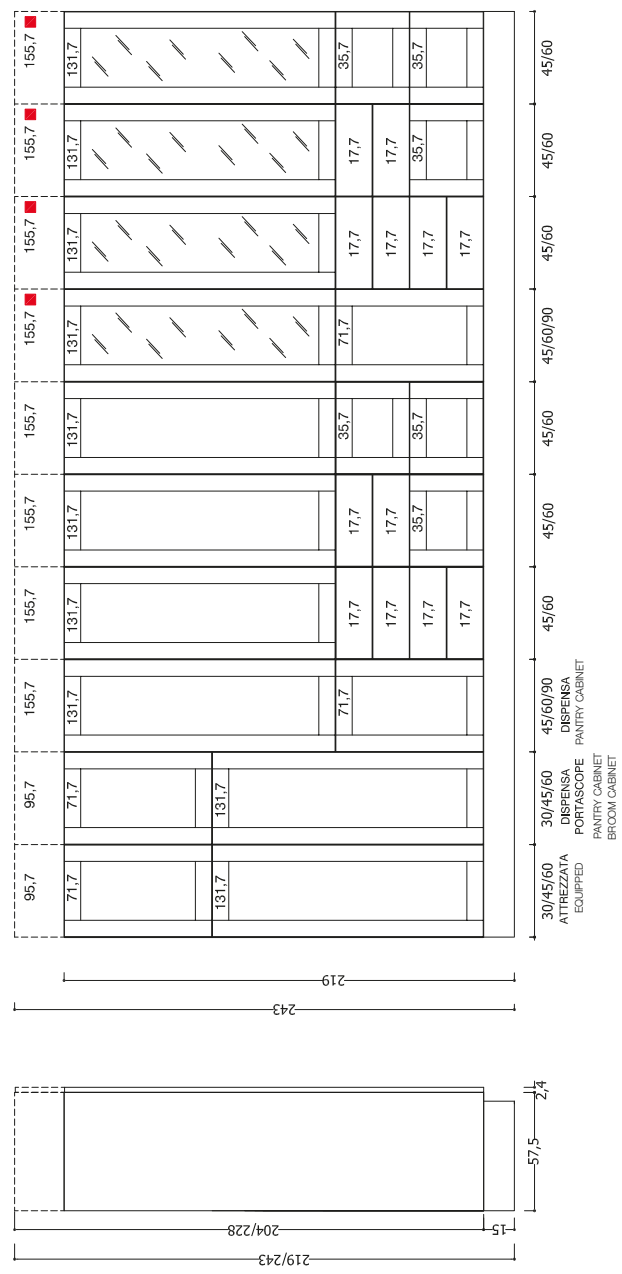 95,7 95,7 155,7 155,7 155,7 155,7 155,7 155,7 155,7 155,7
71,7 71,7 131,7 131,7 131,7 131,7 131,7 131,7 131,7 131,7
131,7 131,7
71,7 17,7 17,7 35,7 71,7 17,7 17,7 35,7
17,7 17,7 17,7 17,7
17,7 35,7 35,7 17,7 35,7 35,7
17,7 17,7
30/45/60 30/45/60 45/60/90 45/60 45/60 45/60 45/60/90 45/60 45/60 45/60
ATTREZZATA
EQUIPPED
DISPENSA
PORTASCOPE
PANTRY CABINET
BROOM CABINET
DISPENSA
PANTRY CABINET
219/243
204/228
15
57,5
2,4
243
219